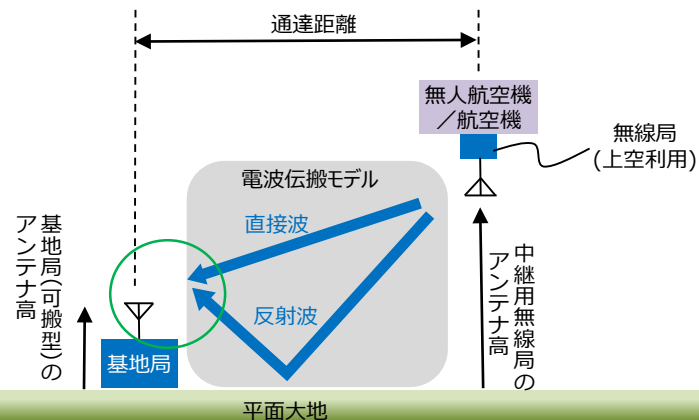 通達距離
無人航空機
／航空機
無線局
(上空利用)
電波伝搬モデル
直接波
反射波
基地局(可搬型)の
アンテナ高
中継用無線局の
アンテナ高
基地局
平面大地